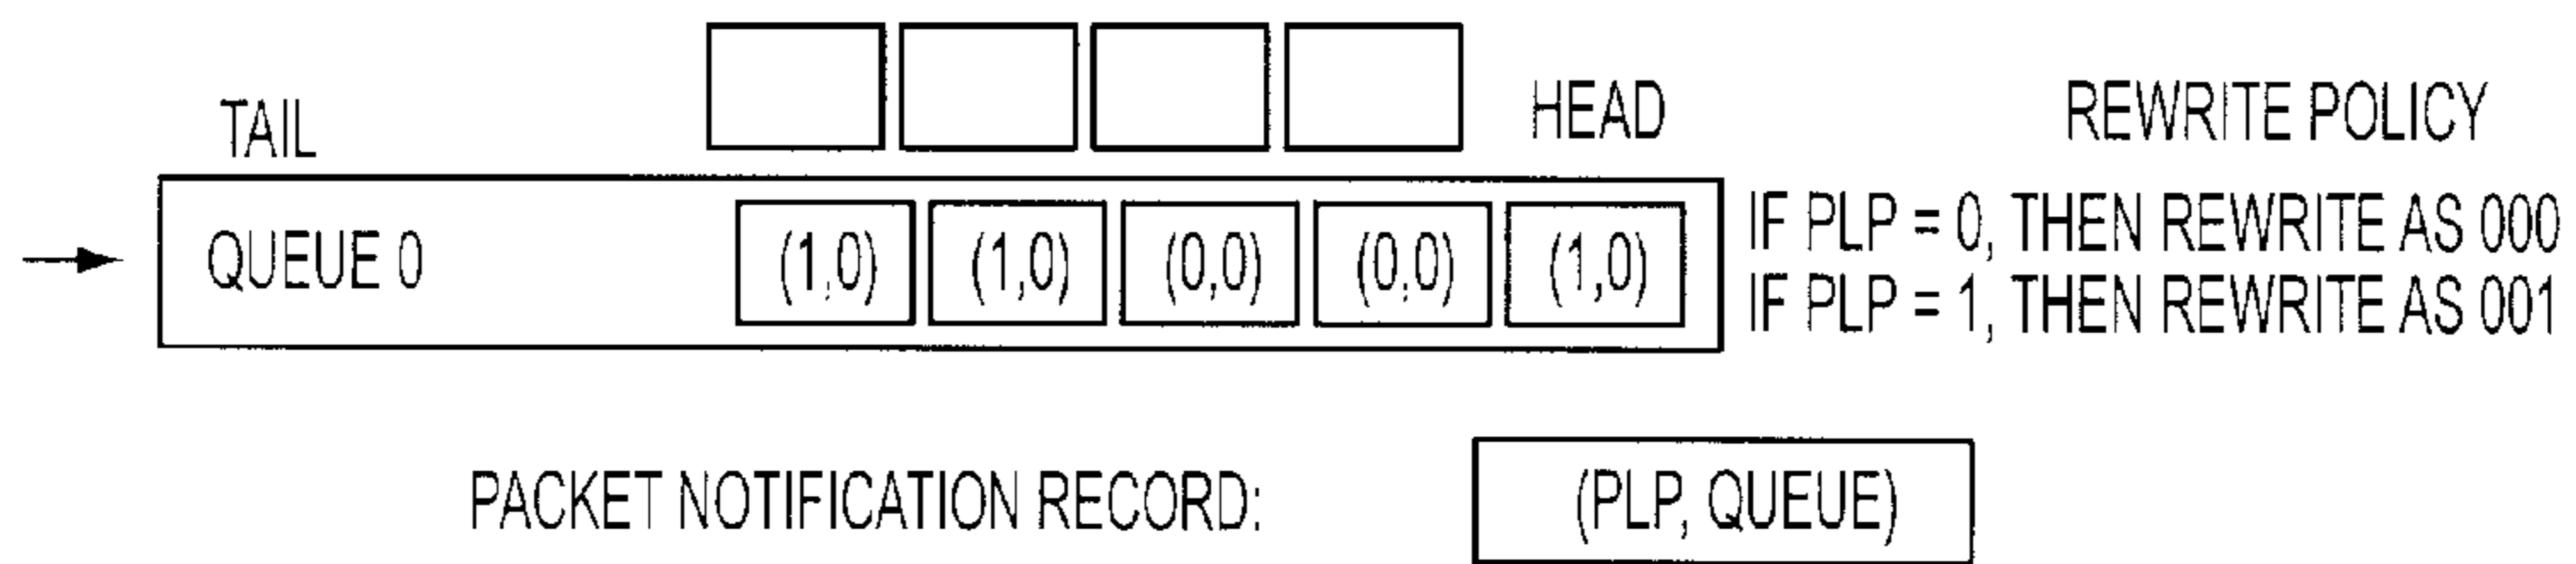 TAIL HEAD REWRITE POLICY
QUEUE 0 (1,0) (1,0) (0,0) (0,0) (1,0)
IF PLP = 0, THEN REWRITE AS 000
IF PLP = 1, THEN REWRITE AS 001
PACKET NOTIFICATION RECORD: (PLP, QUEUE)